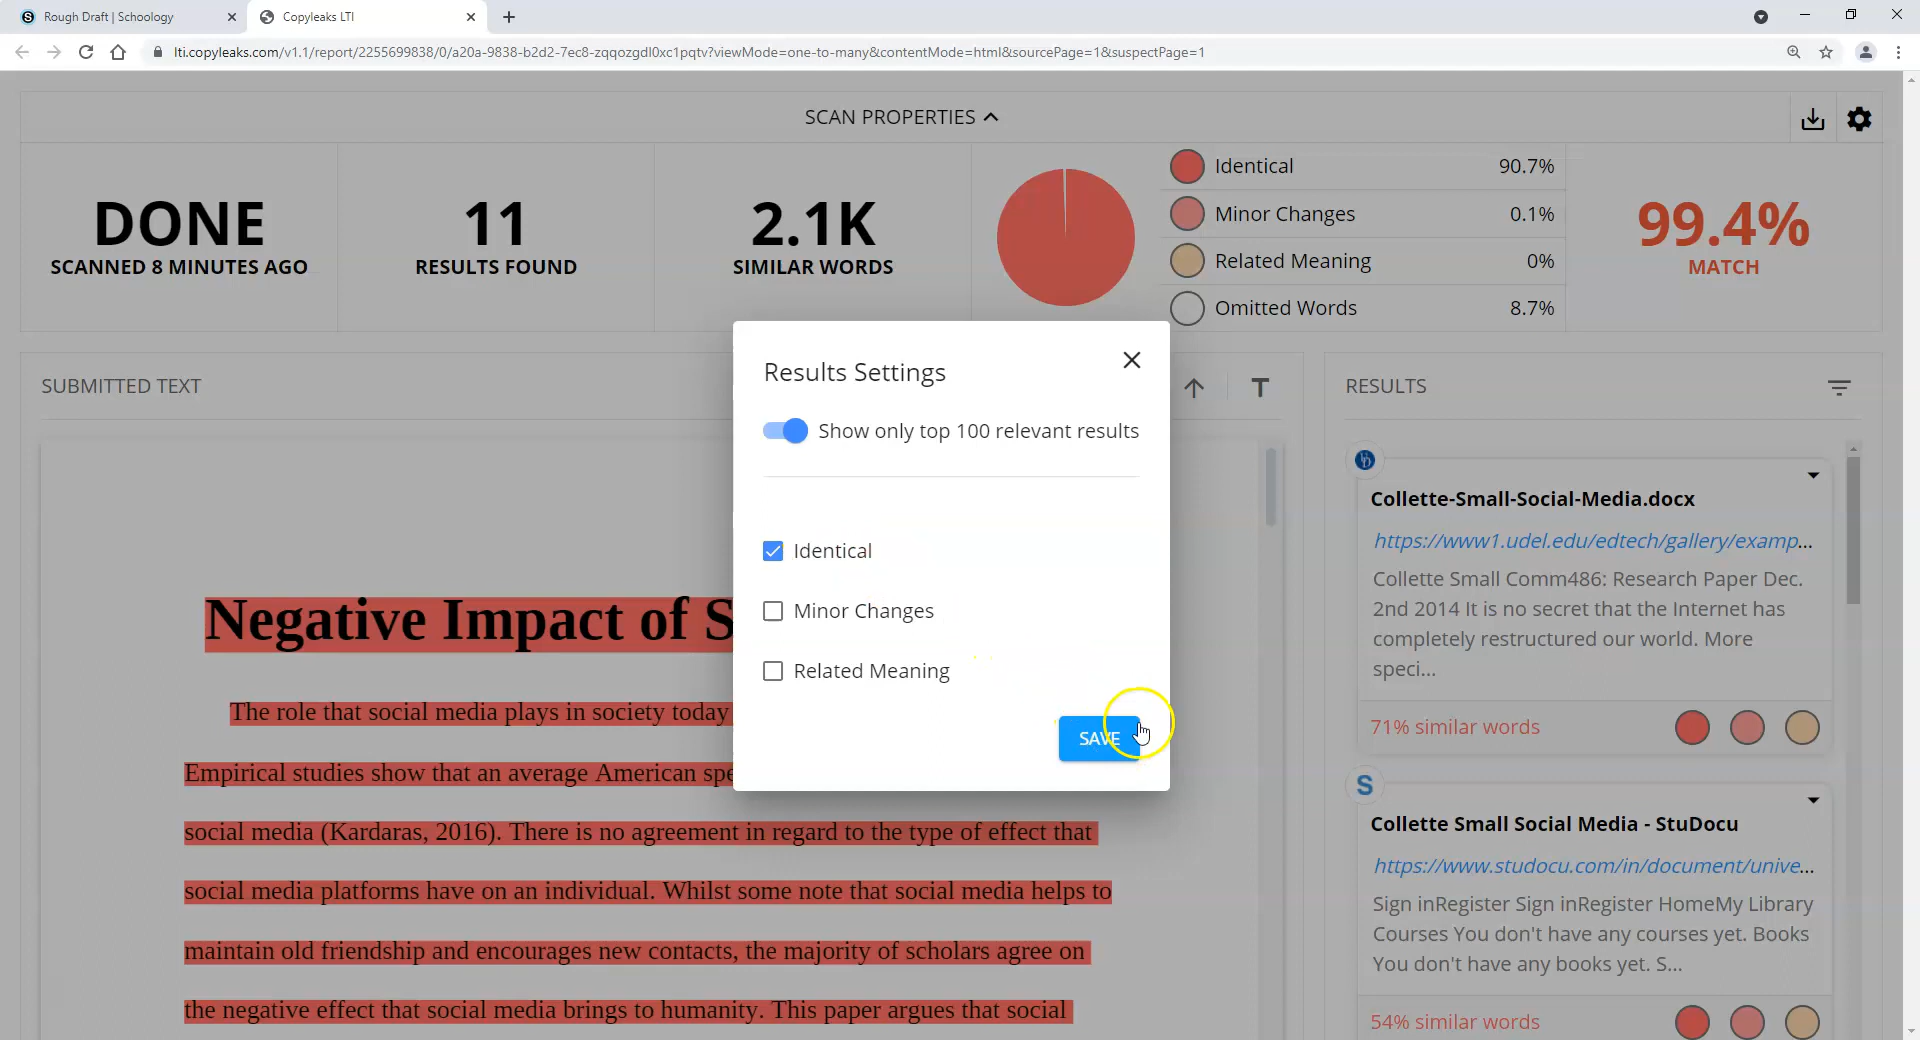 Rough Draft | Schoology
Copyleaks LTI
lti.copyleaks.com/v1.1/report/2255699838/0/a20a-9838-b2d2-7ec8-zqqozgdl0xc1pqtv?viewMode=one-to-many&contentMode=html&sourcePage=1&suspectPage=1
SCAN PROPERTIES
DONE
SCANNED 8 MINUTES AGO
11
RESULTS FOUND
2.1K
SIMILAR WORDS
Identical 90.7%
Minor Changes 0.1%
Related Meaning 0%
Omitted Words 8.7%
99.4%
MATCH
SUBMITTED TEXT
T
Negative Impact of S
The role that social media plays in society today
Empirical studies show that an average American spe
social media (Kardaras, 2016). There is no agreement in regard to the type of effect that
social media platforms have on an individual. Whilst some note that social media helps to
maintain old friendship and encourages new contacts, the majority of scholars agree on
the negative effect that social media brings to humanity. This paper argues that social
Results Settings
Show only top 100 relevant results
Identical
Minor Changes
Related Meaning
SAVE
RESULTS
Collette-Small-Social-Media.docx
https://www1.udel.edu/edtech/gallery/examp...
Collette Small Comm486: Research Paper Dec.
2nd 2014 It is no secret that the Internet has
completely restructured our world. More
speci...
71% similar words
S
Collette Small Social Media - StuDocu
https://www.studocu.com/in/document/unive...
Sign inRegister Sign inRegister HomeMy Library
Courses You don't have any courses yet. Books
You don't have any books yet. S...
54% similar words